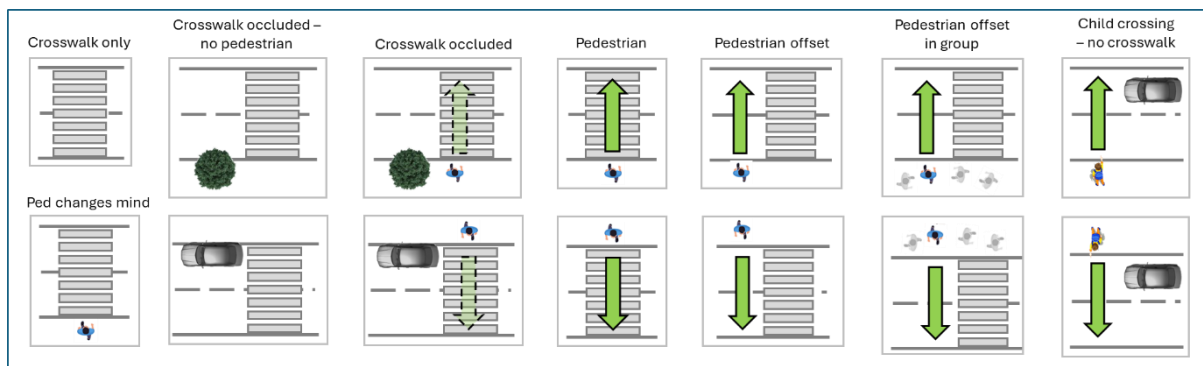 Crosswalk only
Crosswalk occluded –
no pedestrian
Crosswalk occluded
Pedestrian
Pedestrian offset
Pedestrian offset
in group
Child crossing
– no crosswalk
Ped changes mind